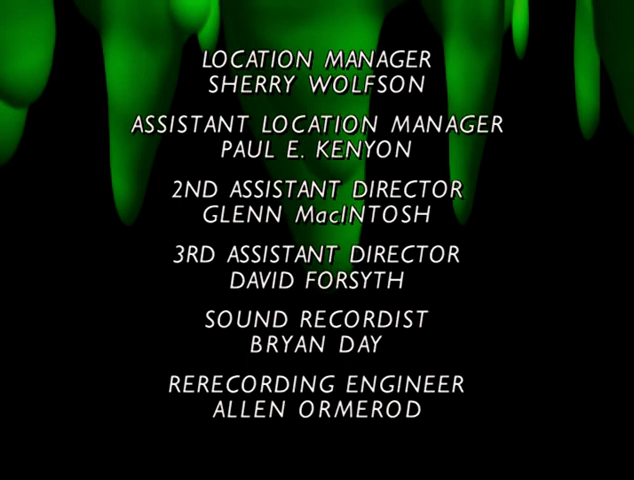 LOCATION MANAGER
SHERRY WOLFSON
ASSISTANT LOCATION MANAGER
PAUL E. KENYON
2ND ASSISTANT DIRECTOR
GLENN MacINTOSH
3RD ASSISTANT DIRECTOR
DAVID FORSYTH
SOUND RECORDIST
BRYAN DAY
RERECORDING ENGINEER
ALLEN ORMEROD